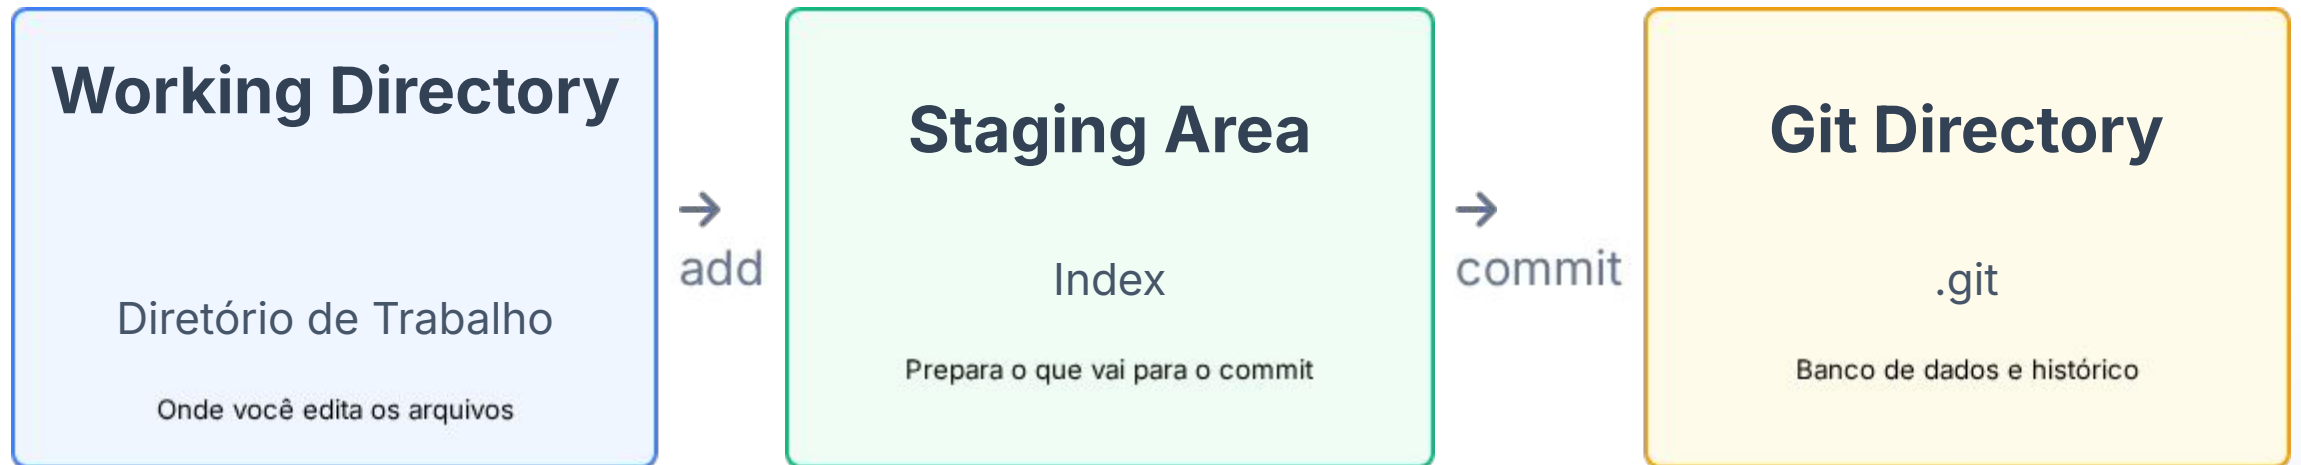 Working Directory
Diretório de Trabalho
Onde você edita os arquivos
→
add
Staging Area
Index
Prepara o que vai para o commit
→
commit
Git Directory
.git
Banco de dados e histórico